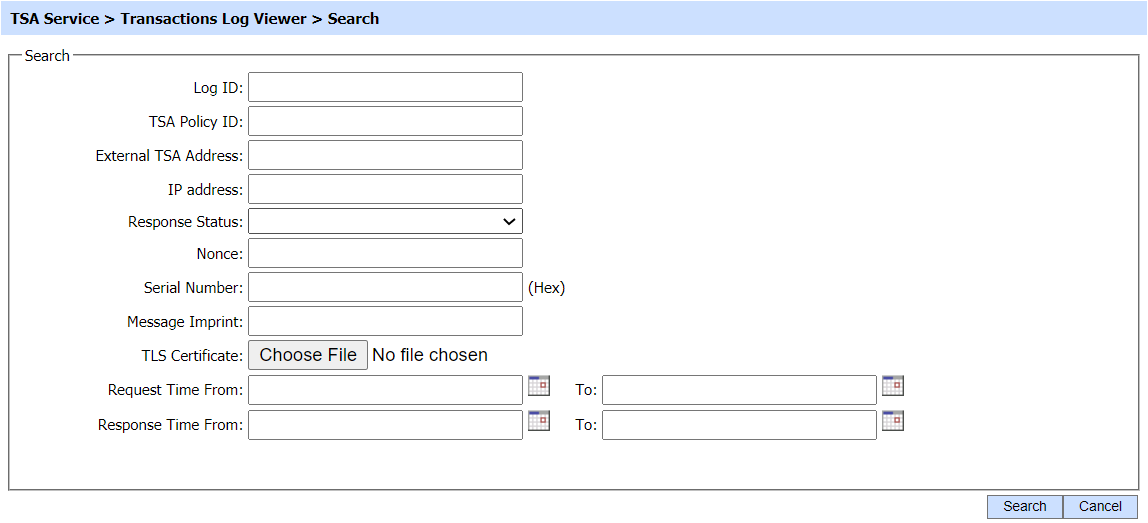 TSA Service > Transactions Log Viewer > Search
Search
Log ID:
TSA Policy ID:
External TSA Address:
IP address:
Response Status:
Nonce:
Serial Number: (Hex)
Message Imprint:
TLS Certificate: Choose File No file chosen
Request Time From: To:
Response Time From: To:
Search Cancel